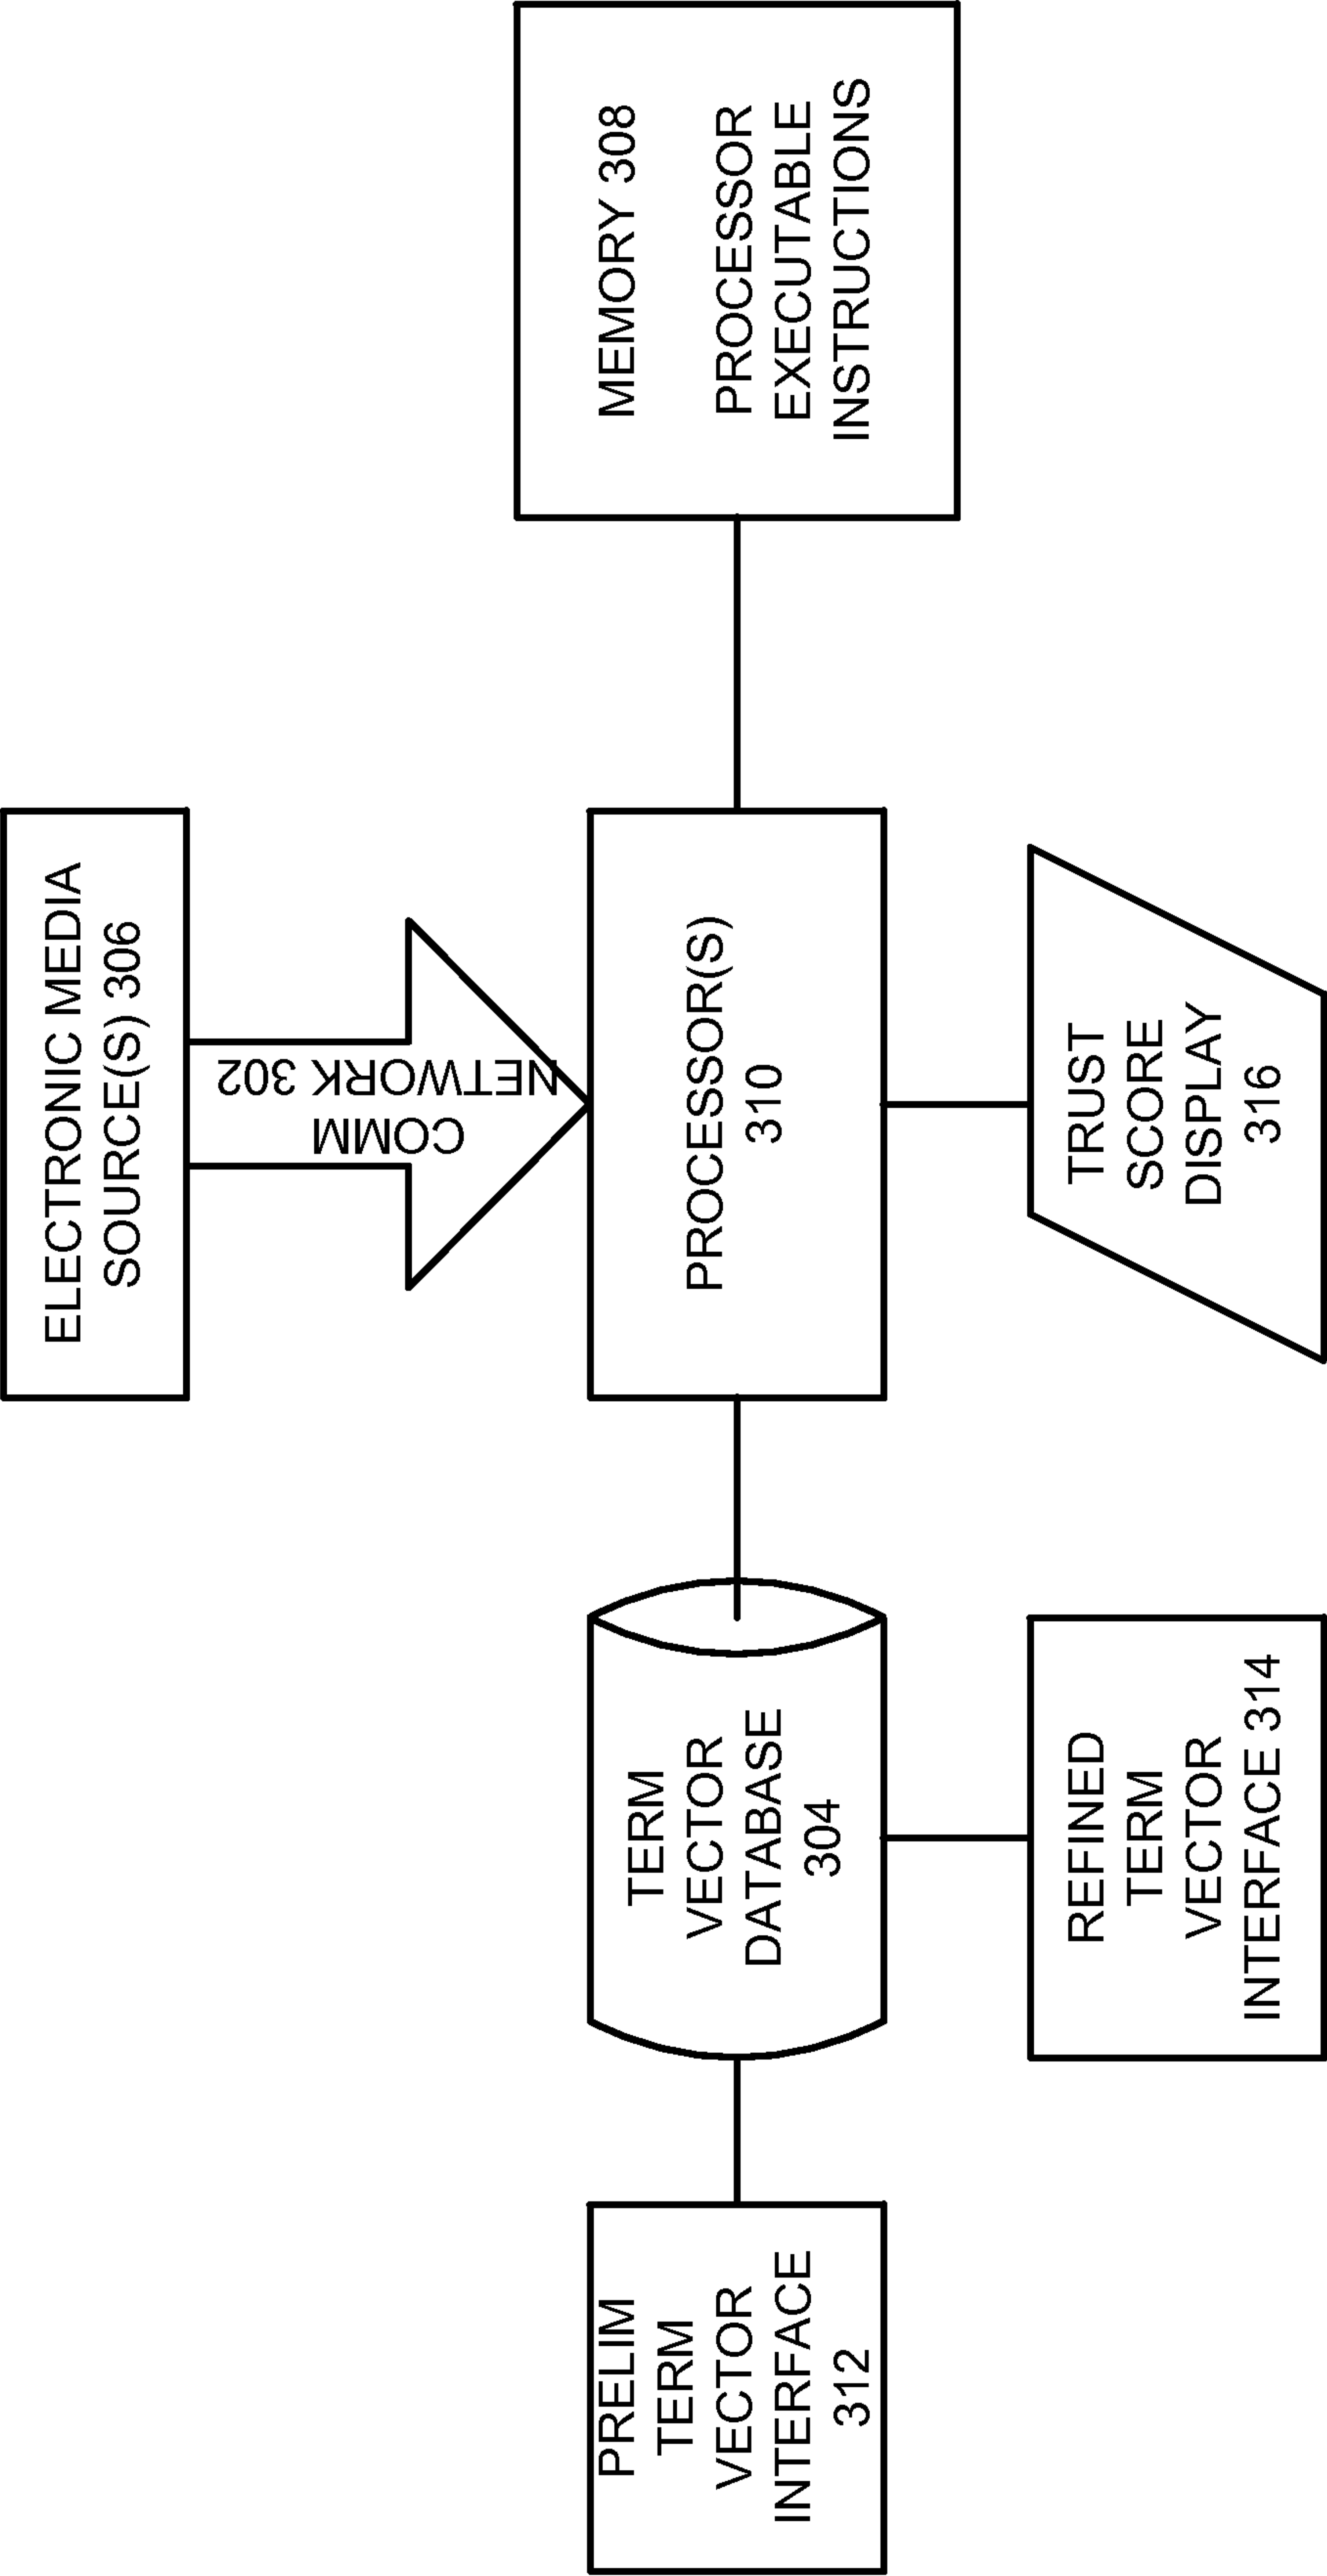 ELECTRONIC MEDIA
SOURCE(S) 306
COMM
NETWORK 302
PRELIM
TERM
VECTOR
INTERFACE
312
TERM
VECTOR
DATABASE
304
PROCESSOR(S)
310
MEMORY 308
PROCESSOR
EXECUTABLE
INSTRUCTIONS
REFINED
TERM
VECTOR
INTERFACE 314
TRUST
SCORE
DISPLAY
316